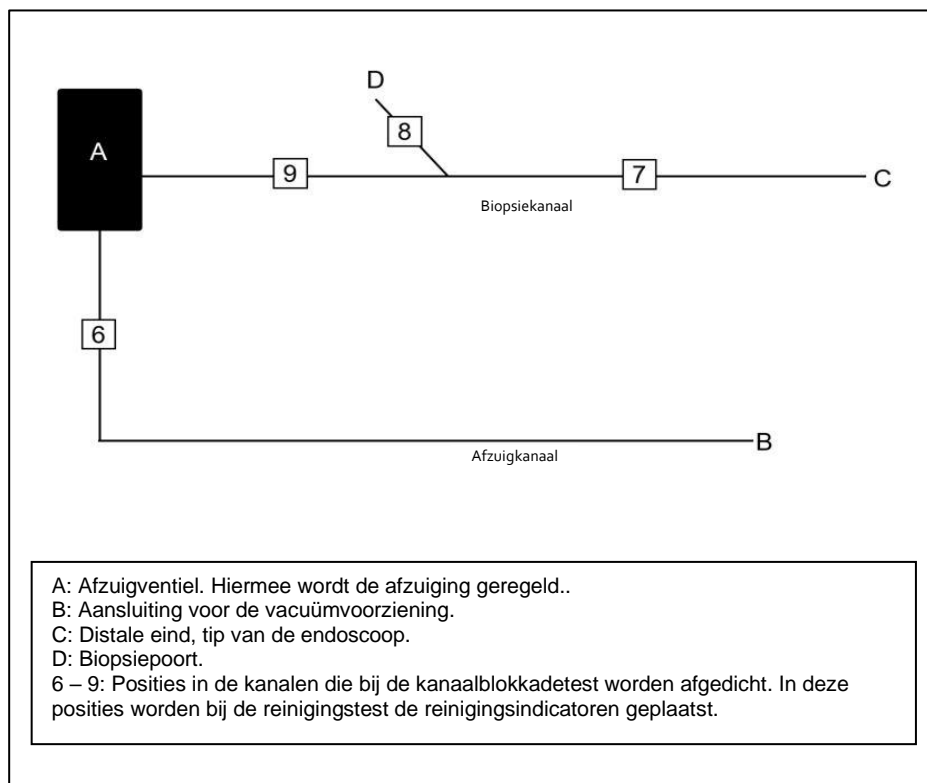 D
8
A
9
7
C
Biopsiekanaal
6
B
Afzuigkanaal
A: Afzuigventiel. Hiermee wordt de afzuiging geregeld..
B: Aansluiting voor de vacuümvoorziening.
C: Distale eind, tip van de endoscoop.
D: Biopsiepoort.
6 – 9: Posities in de kanalen die bij de kanaalblokkadetest worden afgedicht. In deze
posities worden bij de reinigingstest de reinigingsindicatoren geplaatst.